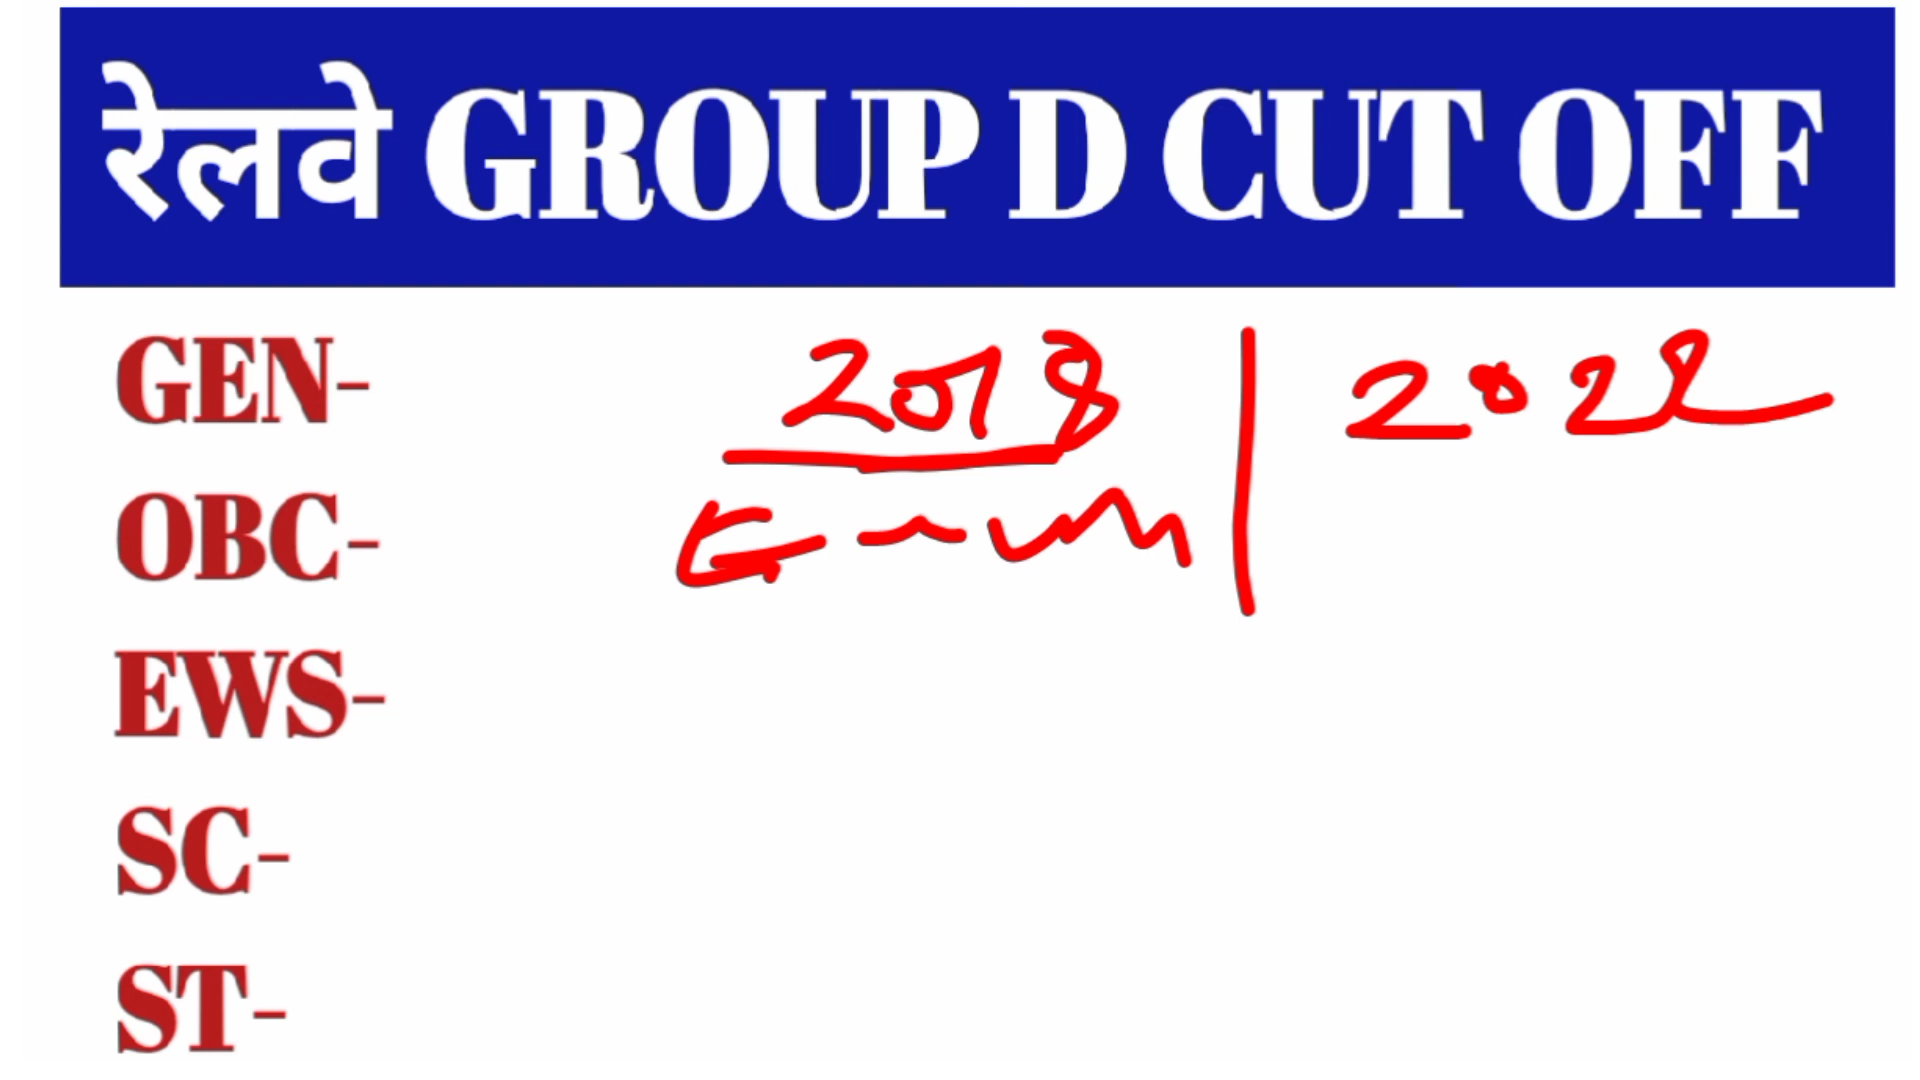 रेलवे GROUP D CUT OFF
GEN-
2018
2022
OBC-
EWS-
SC-
ST-